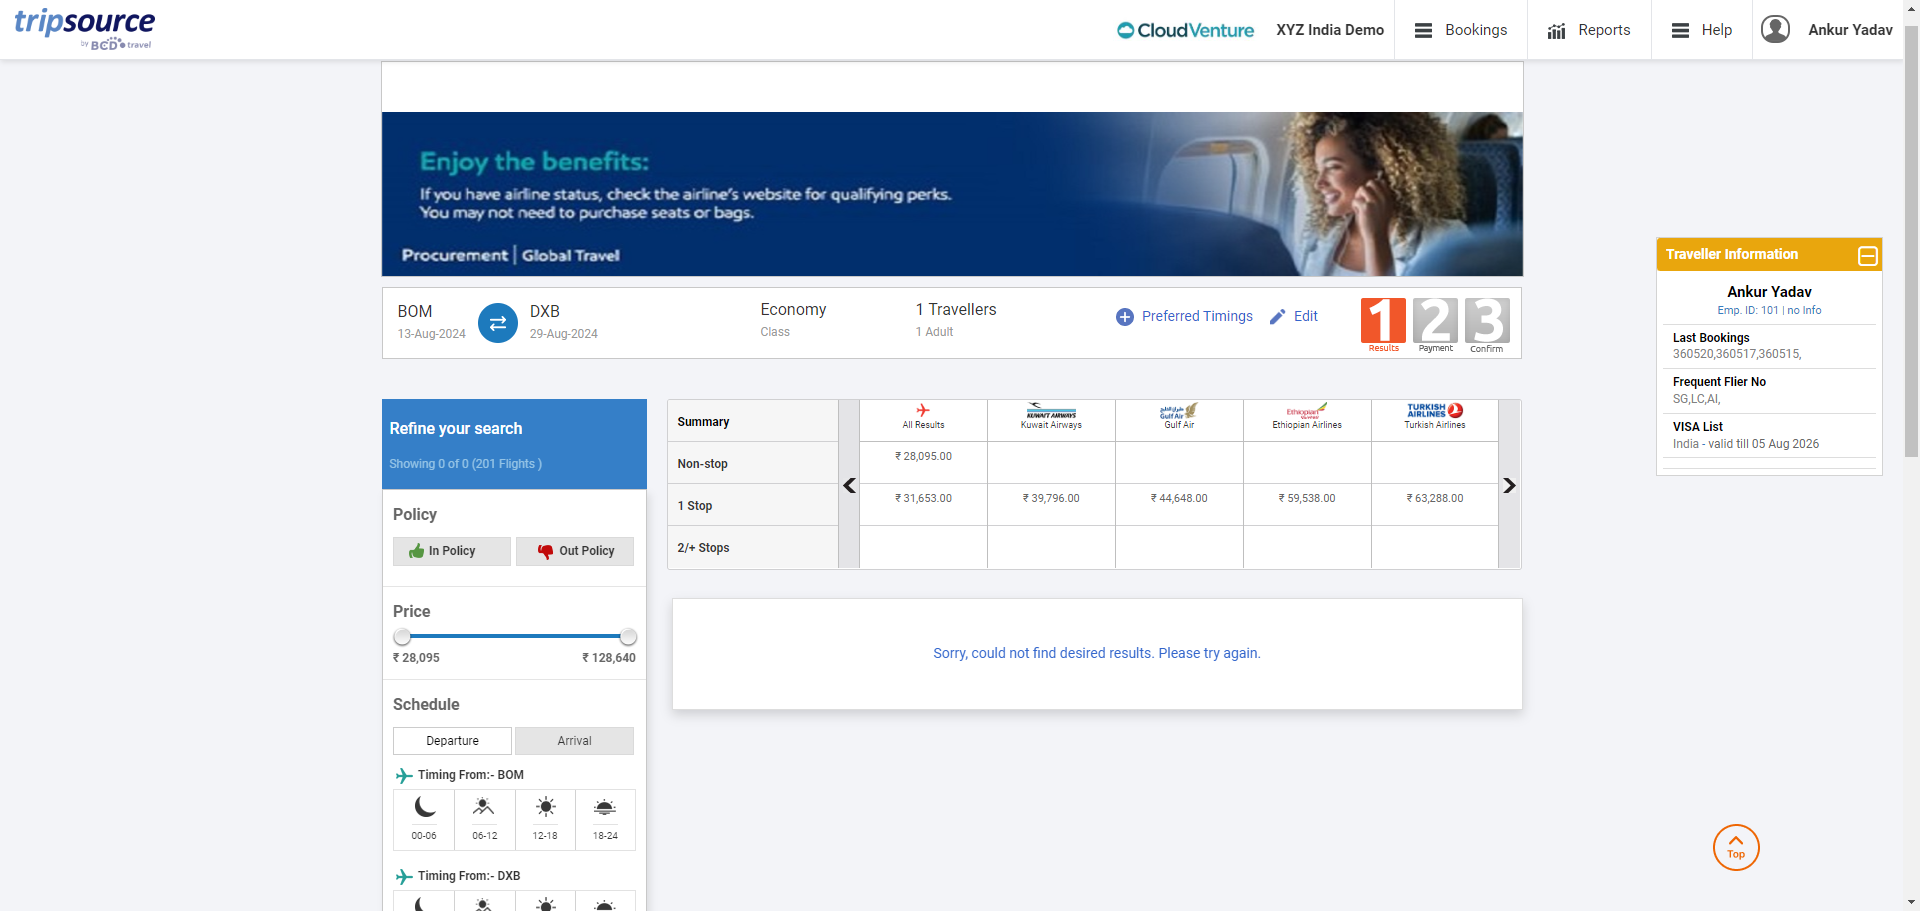 tripsource
by BCD travel
CloudVenture
XYZ India Demo
Bookings
Reports
Help
Ankur Yadav
Enjoy the benefits:
If you have airline status, check the airline's website for qualifying perks.
You may not need to purchase seats or bags.
Procurement | Global Travel
BOM
13-Aug-2024
DXB
29-Aug-2024
Economy
Class
1 Travellers
1 Adult
Preferred Timings
Edit
1
Results
2
Payment
3
Confirm
Traveller Information
Ankur Yadav
Emp. ID: 101 | no Info
Last Bookings
360520,360517,360515,
Frequent Flier No
SG,LC,AI,
VISA List
India - valid till 05 Aug 2026
Refine your search
Showing 0 of 0 (201 Flights )
Policy
In Policy
Out Policy
Price
₹ 28,095
₹ 128,640
Schedule
Departure
Arrival
Timing From:- BOM
00-06
06-12
12-18
18-24
Timing From:- DXB
Summary
All Results
KUWAIT AIRWAYS
Kuwait Airways
طيران الخليج
Gulf Air
Gulf Air
Ethiopian
Ethiopian Airlines
TURKISH
AIRLINES
Turkish Airlines
Non-stop
₹ 28,095.00
1 Stop
₹ 31,653.00
₹ 39,796.00
₹ 44,648.00
₹ 59,538.00
₹ 63,288.00
2/+ Stops
Sorry, could not find desired results. Please try again.
Top